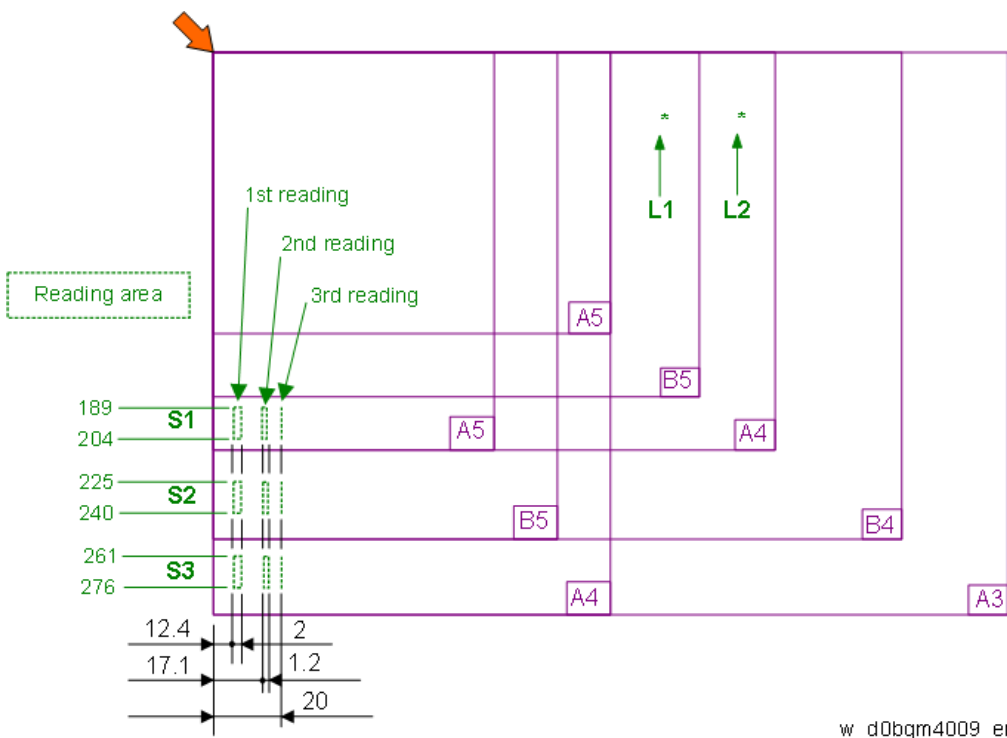 *
*
L1
L2
1st reading
2nd reading
3rd reading
Reading area
A5
B5
189
S1
204
A5
A4
225
S2
240
B5
B4
261
S3
276
A4
A3
12.4
2
17.1
1.2
20
w_d0bqm4009_en